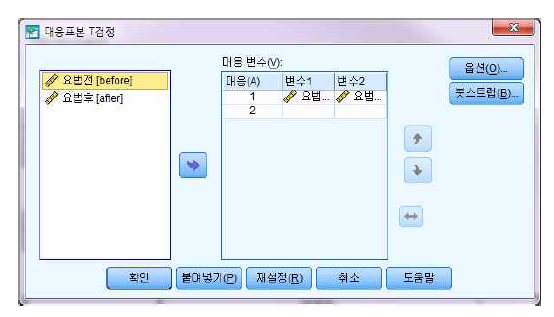 대응표본 T검정
요법전 [before]
요법후 [after]
대응 변수(V):
대응(A) 변수1 변수2
1 요법... 요법...
2
옵션(O)...
붓스트랩(B)...
확인 붙여넣기(P) 재설정(R) 취소 도움말